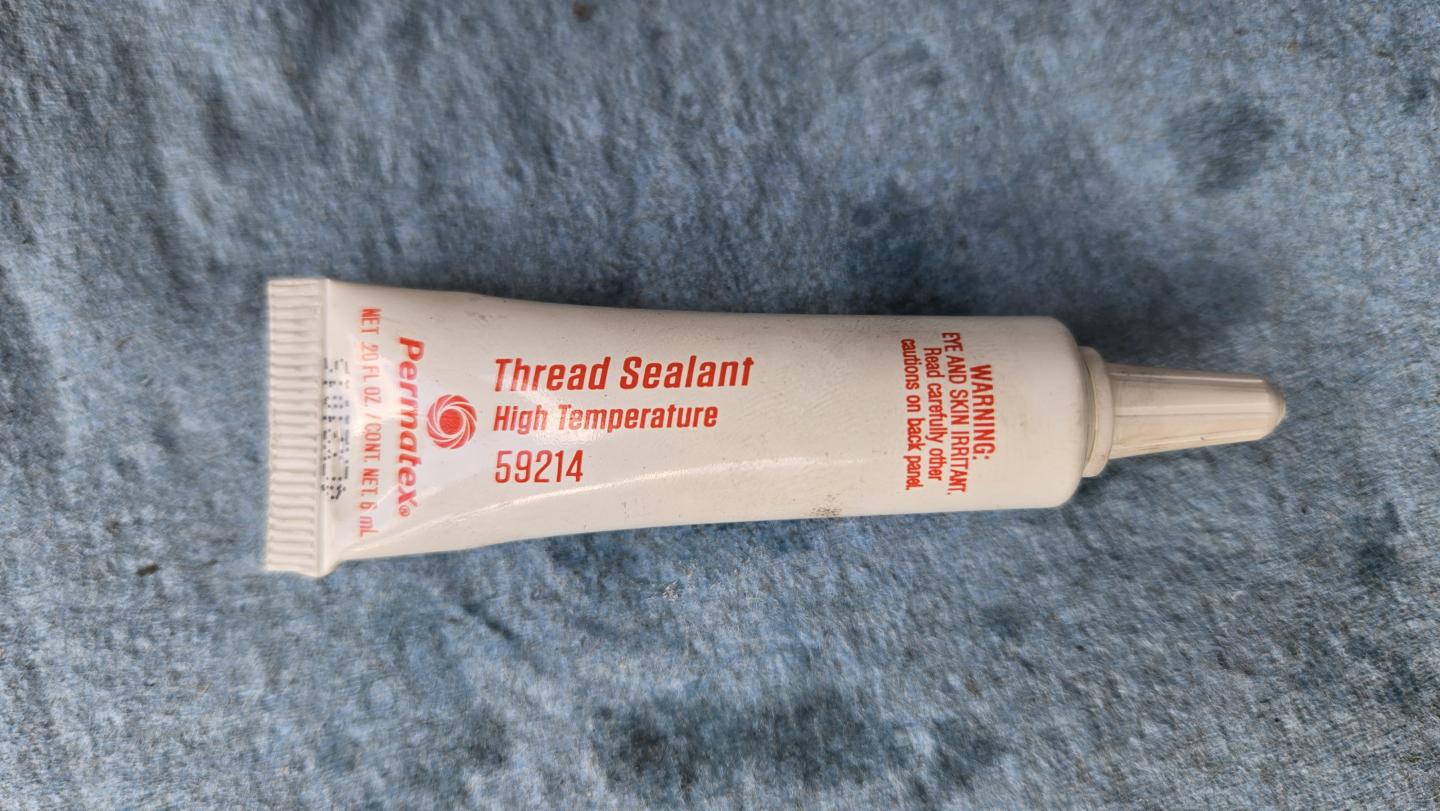 Permatex®
NET .20 FL OZ /CONT. NET. 6 mL
Thread Sealant
High Temperature
59214
WARNING:
EYE AND SKIN IRRITANT.
Read carefully other
cautions on back panel.